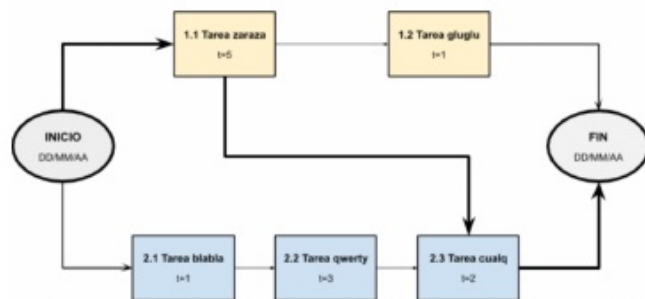 1.1 Tarea zaraza
t=5
1.2 Tarea gluglu
t=1
INICIO
DD/MM/AA
FIN
DD/MM/AA
2.1 Tarea blabla
t=1
2.2 Tarea qwerty
t=3
2.3 Tarea cualq
t=2